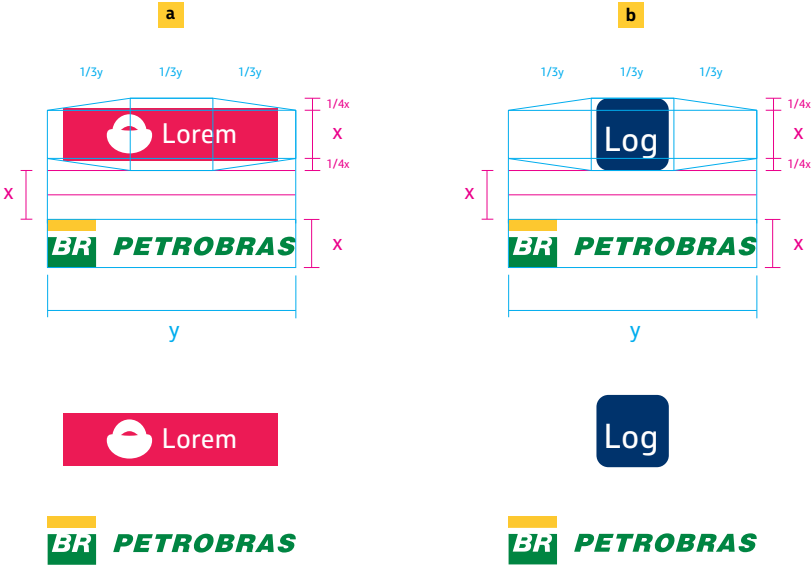 a
b
1/3y 1/3y 1/3y
1/3y 1/3y 1/3y
1/4x
1/4x
Lorem
x
Log
x
1/4x
1/4x
x
x
BR PETROBRAS
x
BR PETROBRAS
x
y
y
Lorem
Log
BR PETROBRAS
BR PETROBRAS